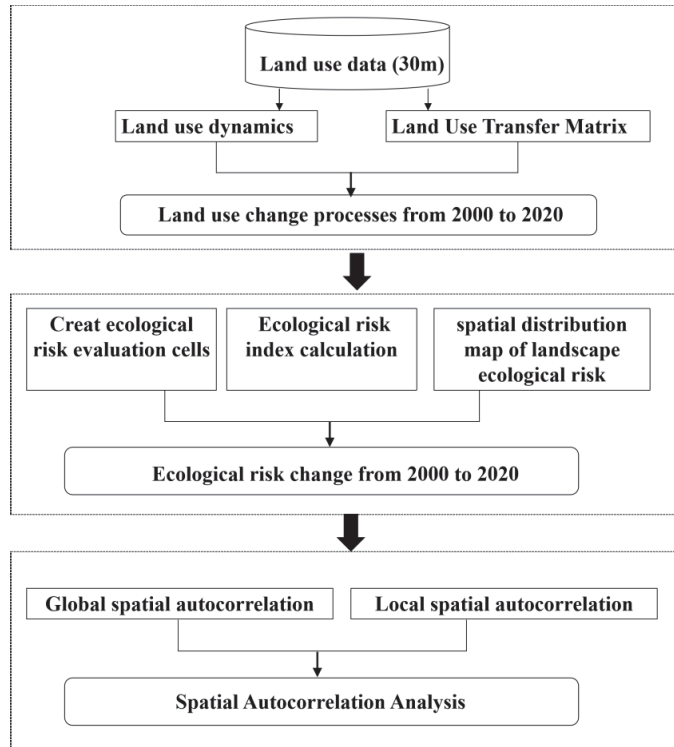 Land use data (30m)
Land use dynamics
Land Use Transfer Matrix
Land use change processes from 2000 to 2020
Creat ecological
risk evaluation cells
Ecological risk
index calculation
spatial distribution
map of landscape
ecological risk
Ecological risk change from 2000 to 2020
Global spatial autocorrelation
Local spatial autocorrelation
Spatial Autocorrelation Analysis